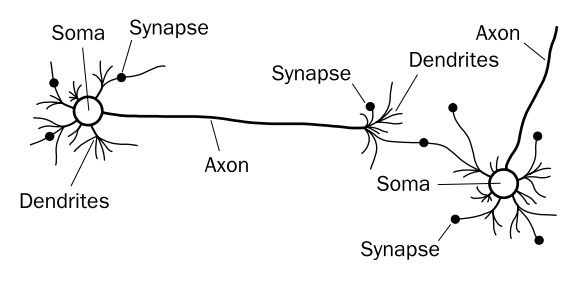 Soma
Synapse
Axon
Dendrites
Synapse
Axon
Soma
Dendrites
Synapse